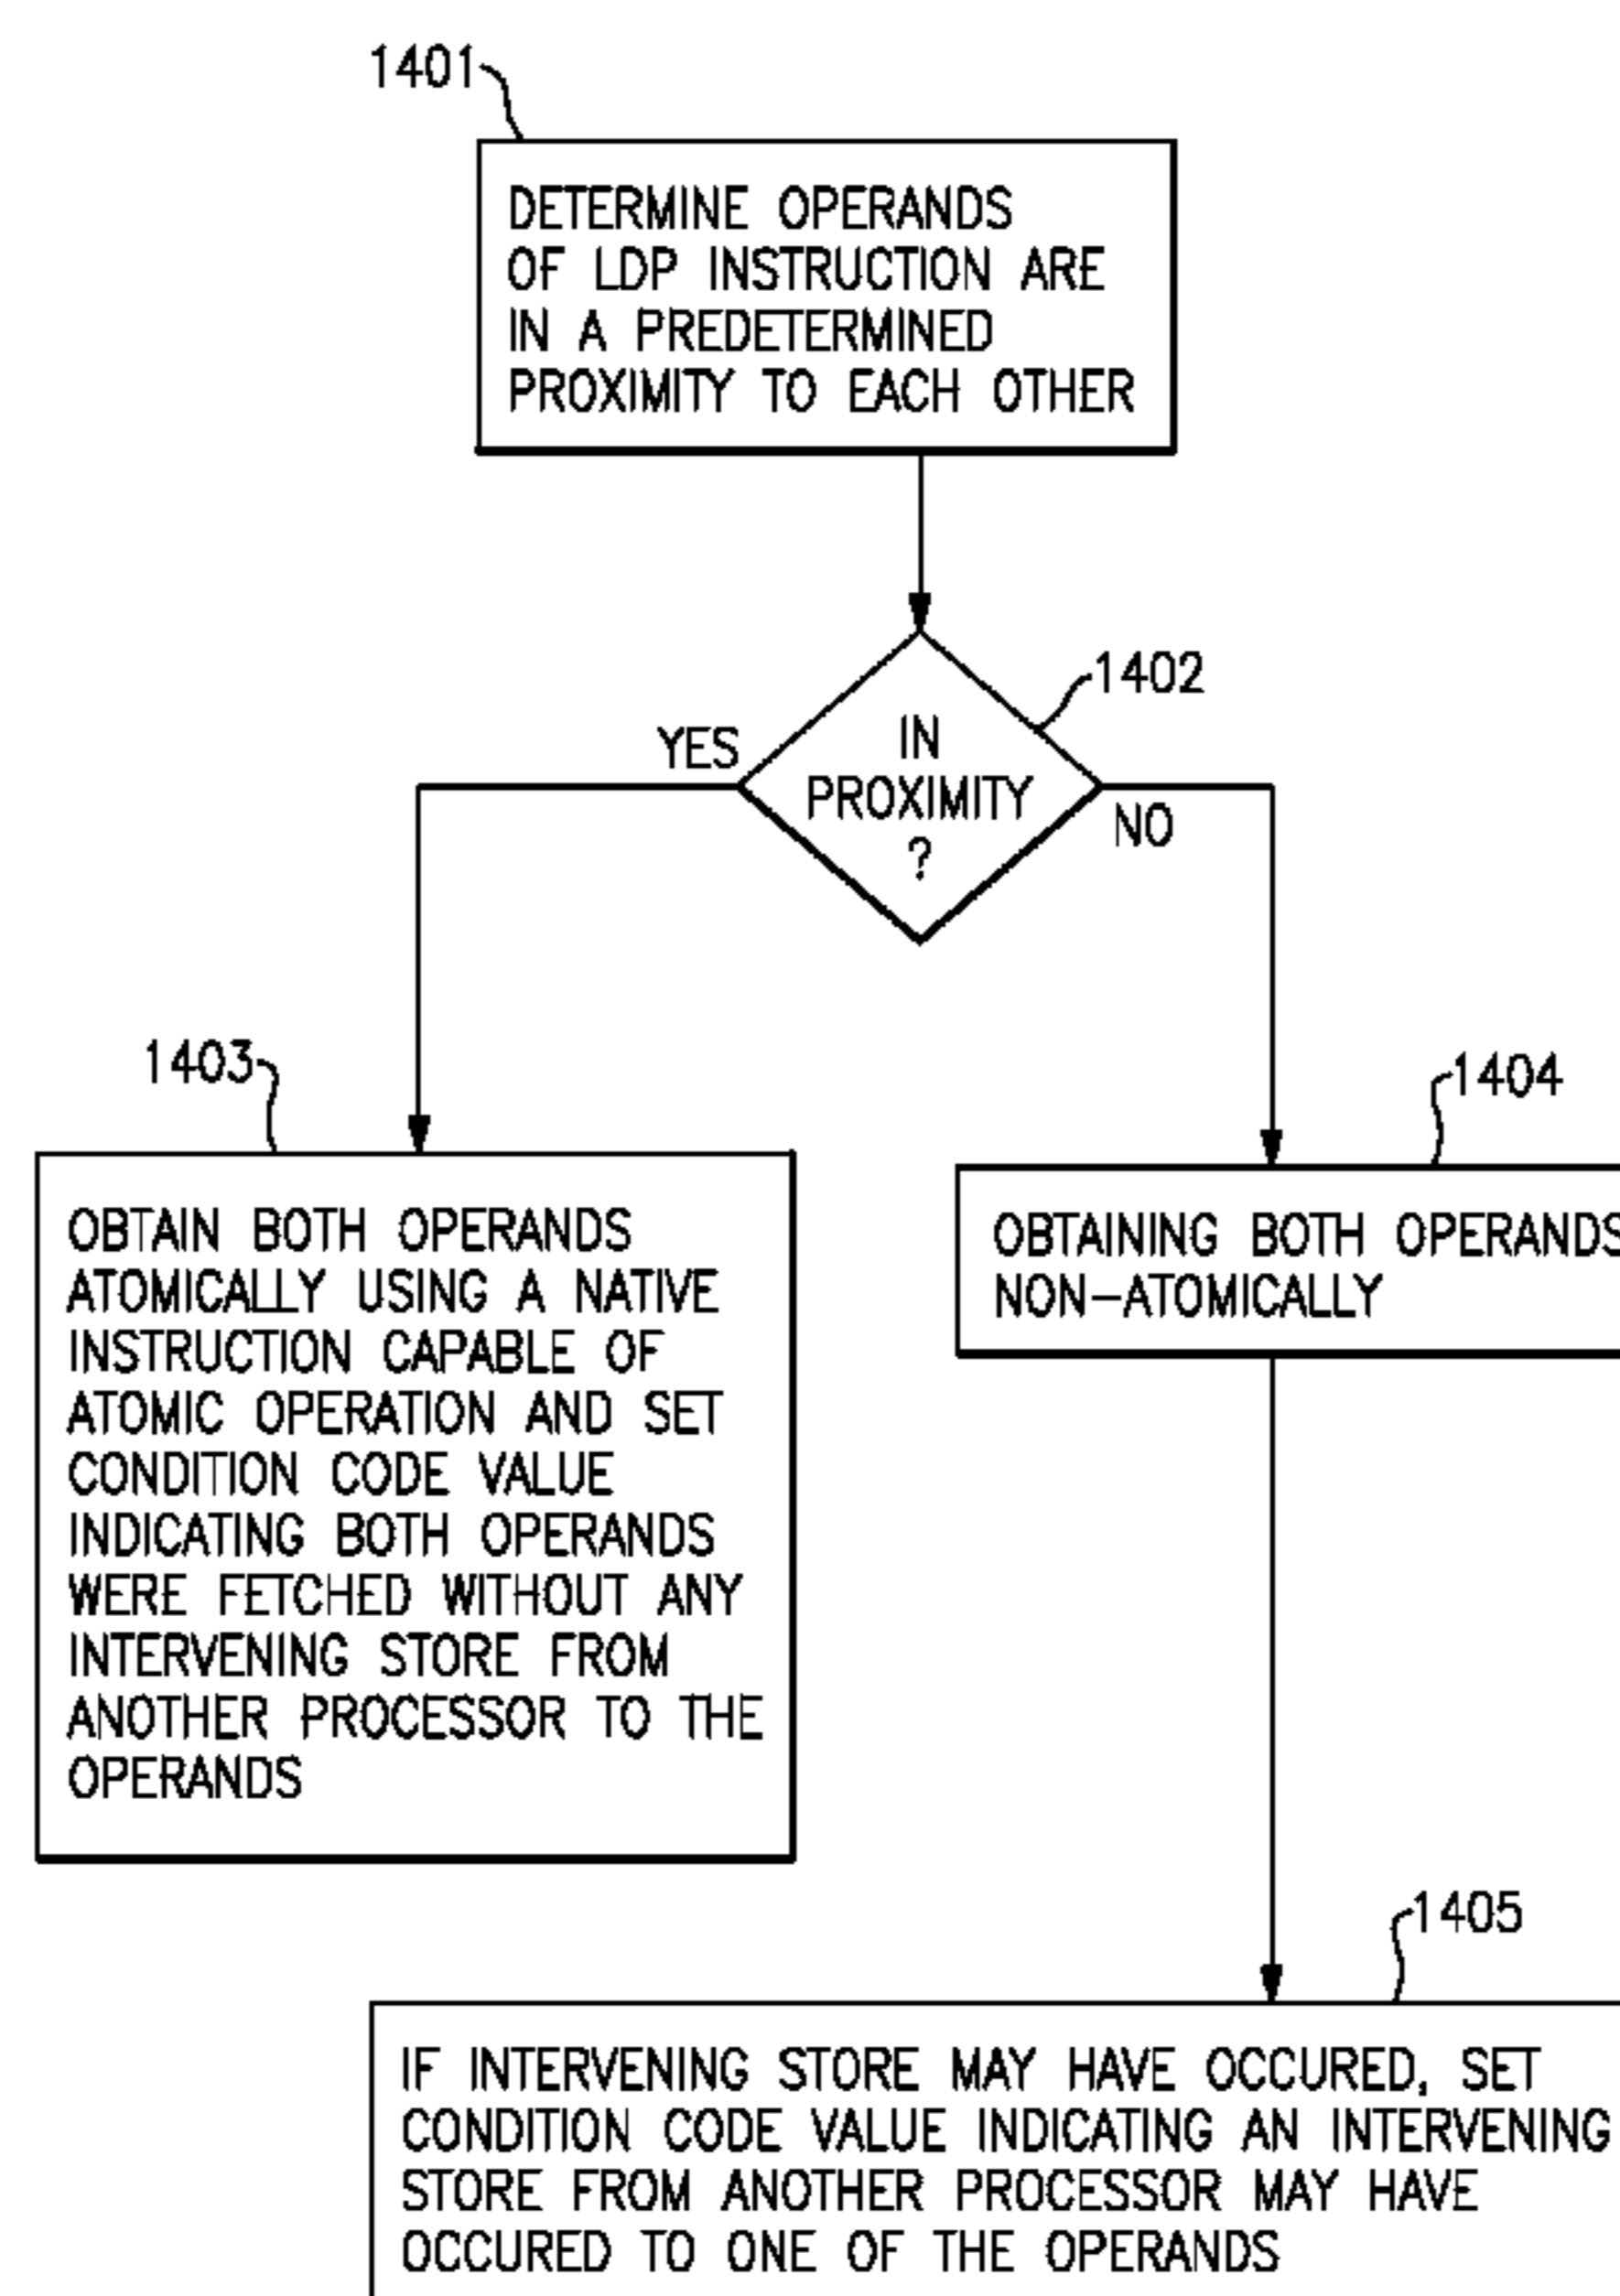 1401
DETERMINE OPERANDS
OF LDP INSTRUCTION ARE
IN A PREDETERMINED
PROXIMITY TO EACH OTHER
1402
IN
PROXIMITY
?
YES
NO
1403
OBTAIN BOTH OPERANDS
ATOMICALLY USING A NATIVE
INSTRUCTION CAPABLE OF
ATOMIC OPERATION AND SET
CONDITION CODE VALUE
INDICATING BOTH OPERANDS
WERE FETCHED WITHOUT ANY
INTERVENING STORE FROM
ANOTHER PROCESSOR TO THE
OPERANDS
1404
OBTAINING BOTH OPERANDS
NON-ATOMICALLY
1405
IF INTERVENING STORE MAY HAVE OCCURED, SET
CONDITION CODE VALUE INDICATING AN INTERVENING
STORE FROM ANOTHER PROCESSOR MAY HAVE
OCCURED TO ONE OF THE OPERANDS